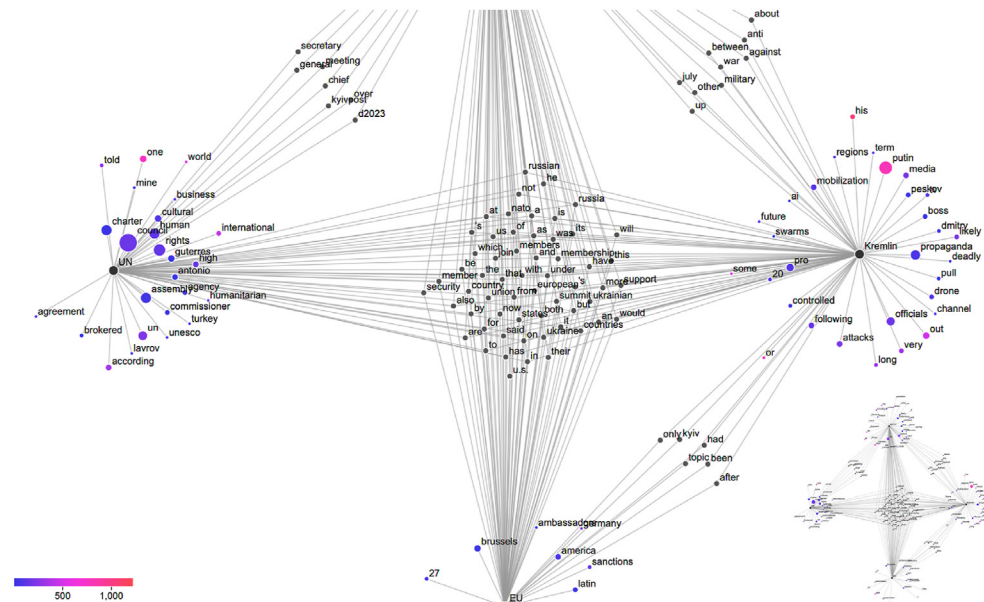 about
anti
between
against
war
july
other
military
up
secretary
general
meeting
chief
kyiv
over
post
d2023
his
regions
term
putin
mobilization
media
ai
peskov
future
boss
swarms
dmitry
likely
Kremlin
propaganda
deadly
some
pro
20
pull
drone
controlled
channel
following
officials
out
attacks
very
or
long
told
one
world
mine
business
cultural
charter
human
council
international
rights
guterres
high
UN
antonio
agency
assembly
humanitarian
commissioner
agreement
turkey
brokered
un
unesco
lavrov
according
russian
he
not
russia
at
nato
a
is
's
us
of
as
its
was
will
which
bin
members
and
membership
have
this
be
the
that
with
under
member
country
european
's
more
support
security
union
from
summit
ukrainian
also
by
now
states
both
but
an
would
for
it
are
said
on
ukraine
countries
to
has
in
their
u.s.
only
kyiv
had
topic
been
after
ambassadors
germany
brussels
america
sanctions
27
latin
EU
500
1,000